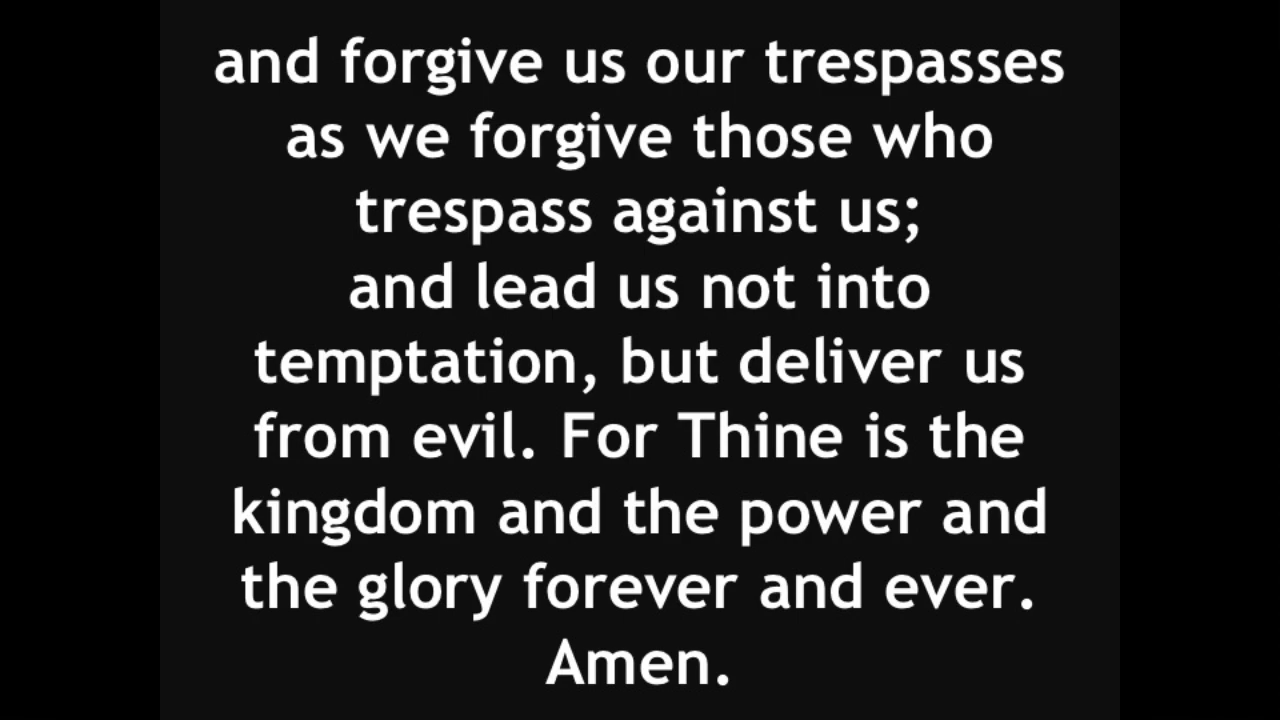 and forgive us our trespasses
as we forgive those who
trespass against us;
and lead us not into
temptation, but deliver us
from evil. For Thine is the
kingdom and the power and
the glory forever and ever.
Amen.